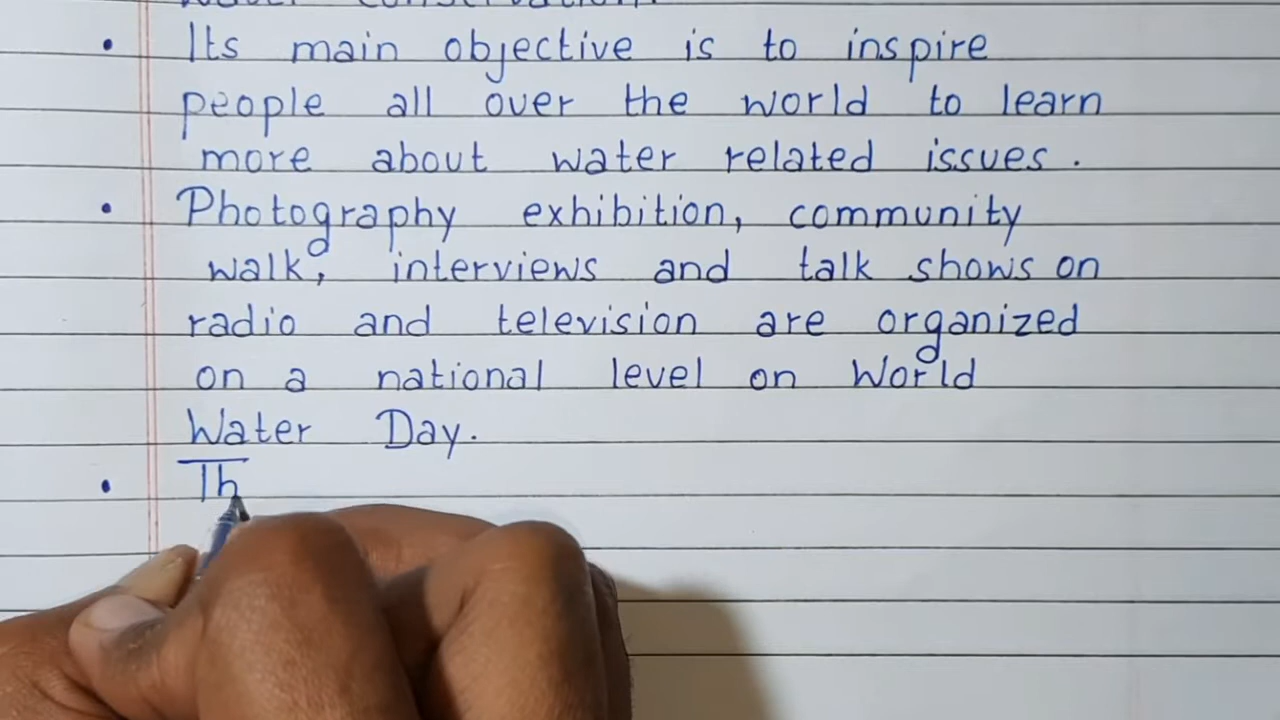 water conservation.
• Its main objective is to inspire
people all over the world to learn
more about water related issues.
• Photography exhibition, community
walk, interviews and talk shows on
radio and television are organized
on a national level on World
Water Day.
• Th